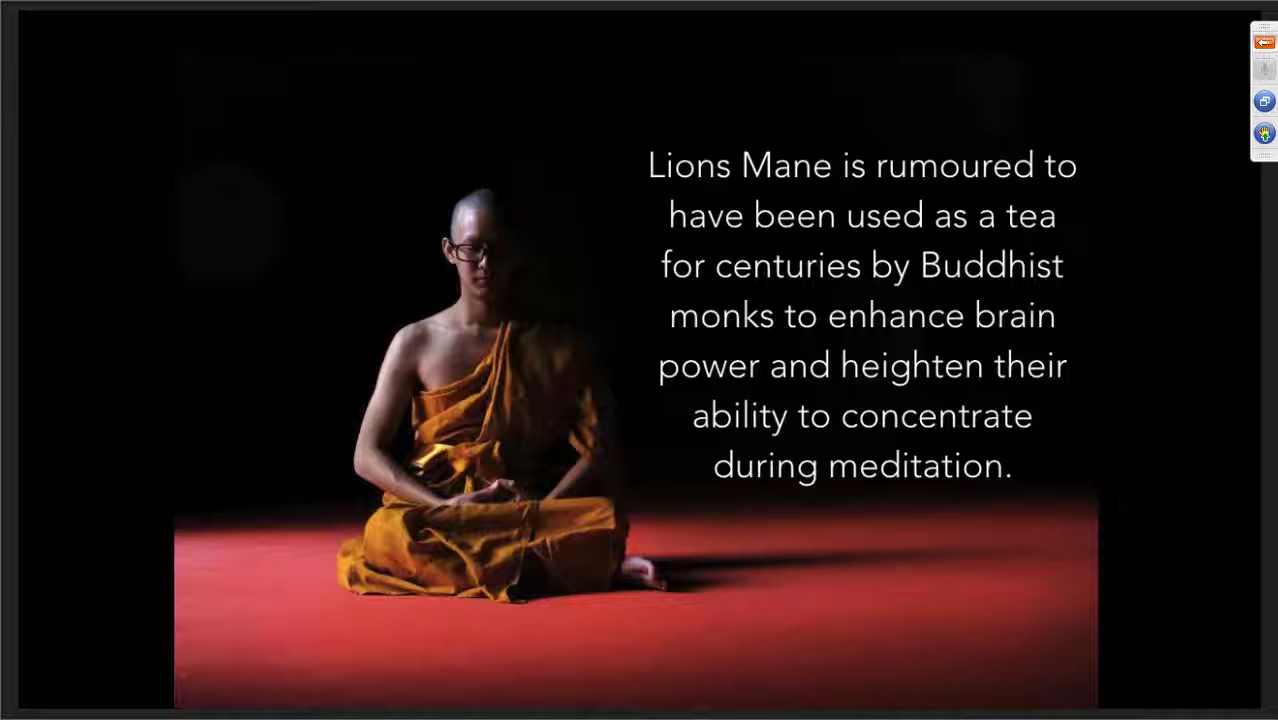 Lions Mane is rumoured to
have been used as a tea
for centuries by Buddhist
monks to enhance brain
power and heighten their
ability to concentrate
during meditation.